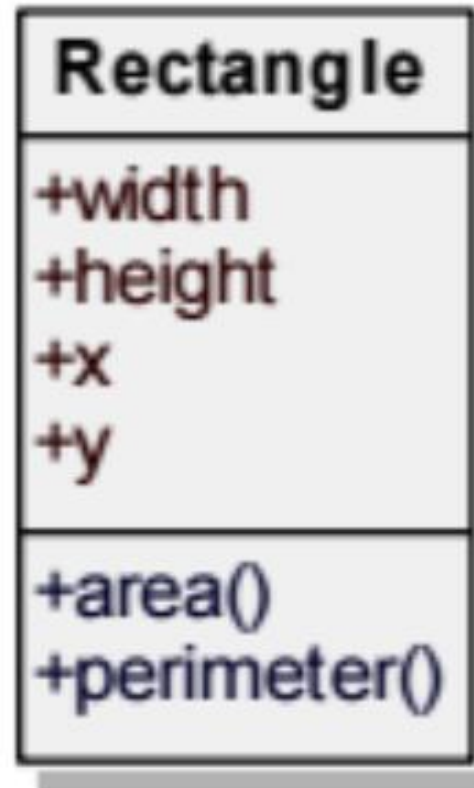 Rectangle
+width
+height
+x
+y
+area()
+perimeter()